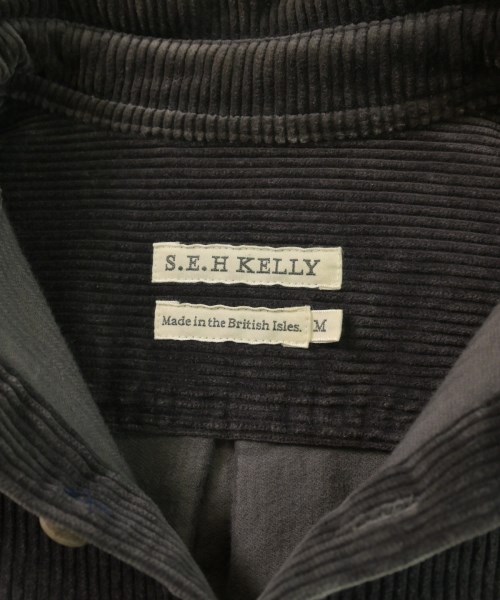 S.E.H KELLY
Made in the British Isles.
M